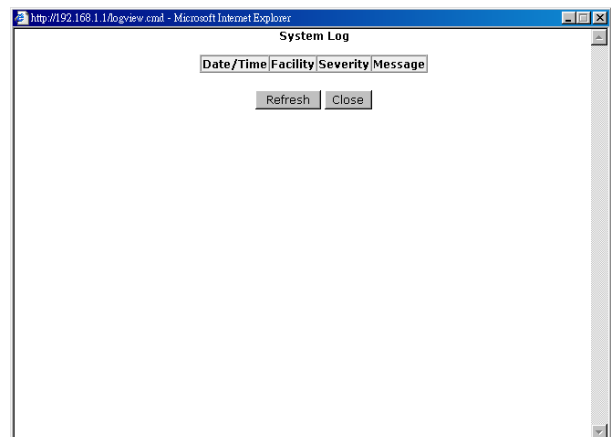 http://192.168.1.1/logview.cmd - Microsoft Internet Explorer
System Log
Date/Time Facility Severity Message
Refresh Close